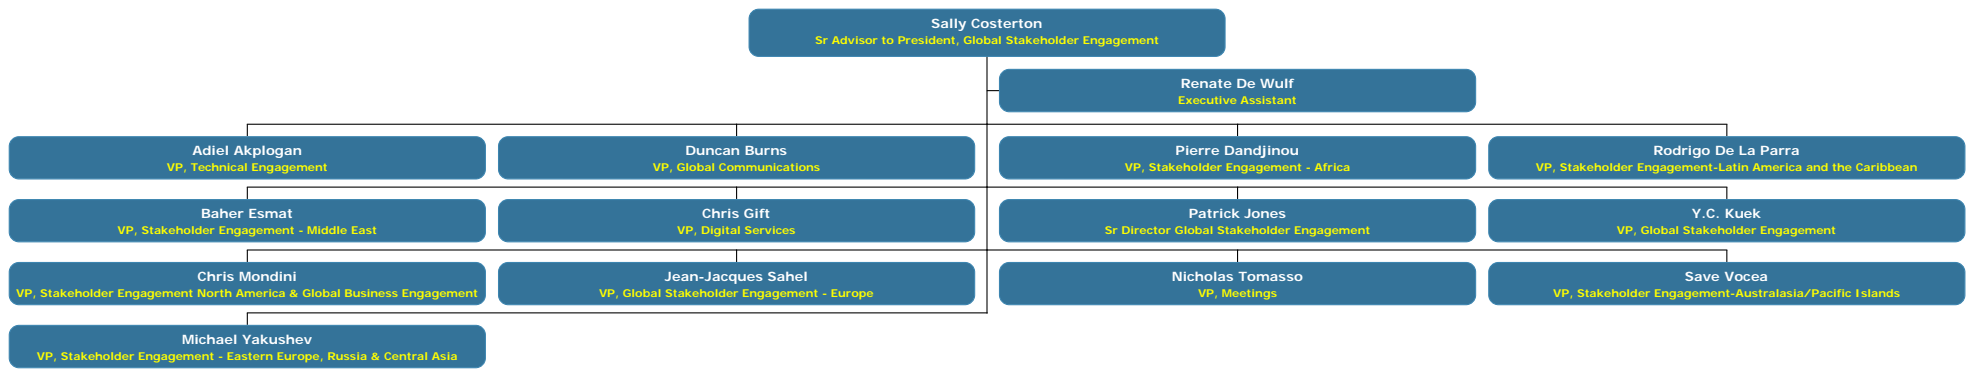 Sally Costerton
Sr Advisor to President, Global Stakeholder Engagement
Renate De Wulf
Executive Assistant
Adiel Akplogan
VP, Technical Engagement
Duncan Burns
VP, Global Communications
Pierre Dandjinou
VP, Stakeholder Engagement - Africa
Rodrigo De La Parra
VP, Stakeholder Engagement-Latin America and the Caribbean
Baher Esmat
VP, Stakeholder Engagement - Middle East
Chris Gift
VP, Digital Services
Patrick Jones
Sr Director Global Stakeholder Engagement
Y.C. Kuek
VP, Global Stakeholder Engagement
Chris Mondini
VP, Stakeholder Engagement North America & Global Business Engagement
Jean-Jacques Sahel
VP, Global Stakeholder Engagement - Europe
Nicholas Tomasso
VP, Meetings
Save Vocea
VP, Stakeholder Engagement-Australasia/Pacific Islands
Michael Yakushev
VP, Stakeholder Engagement - Eastern Europe, Russia & Central Asia